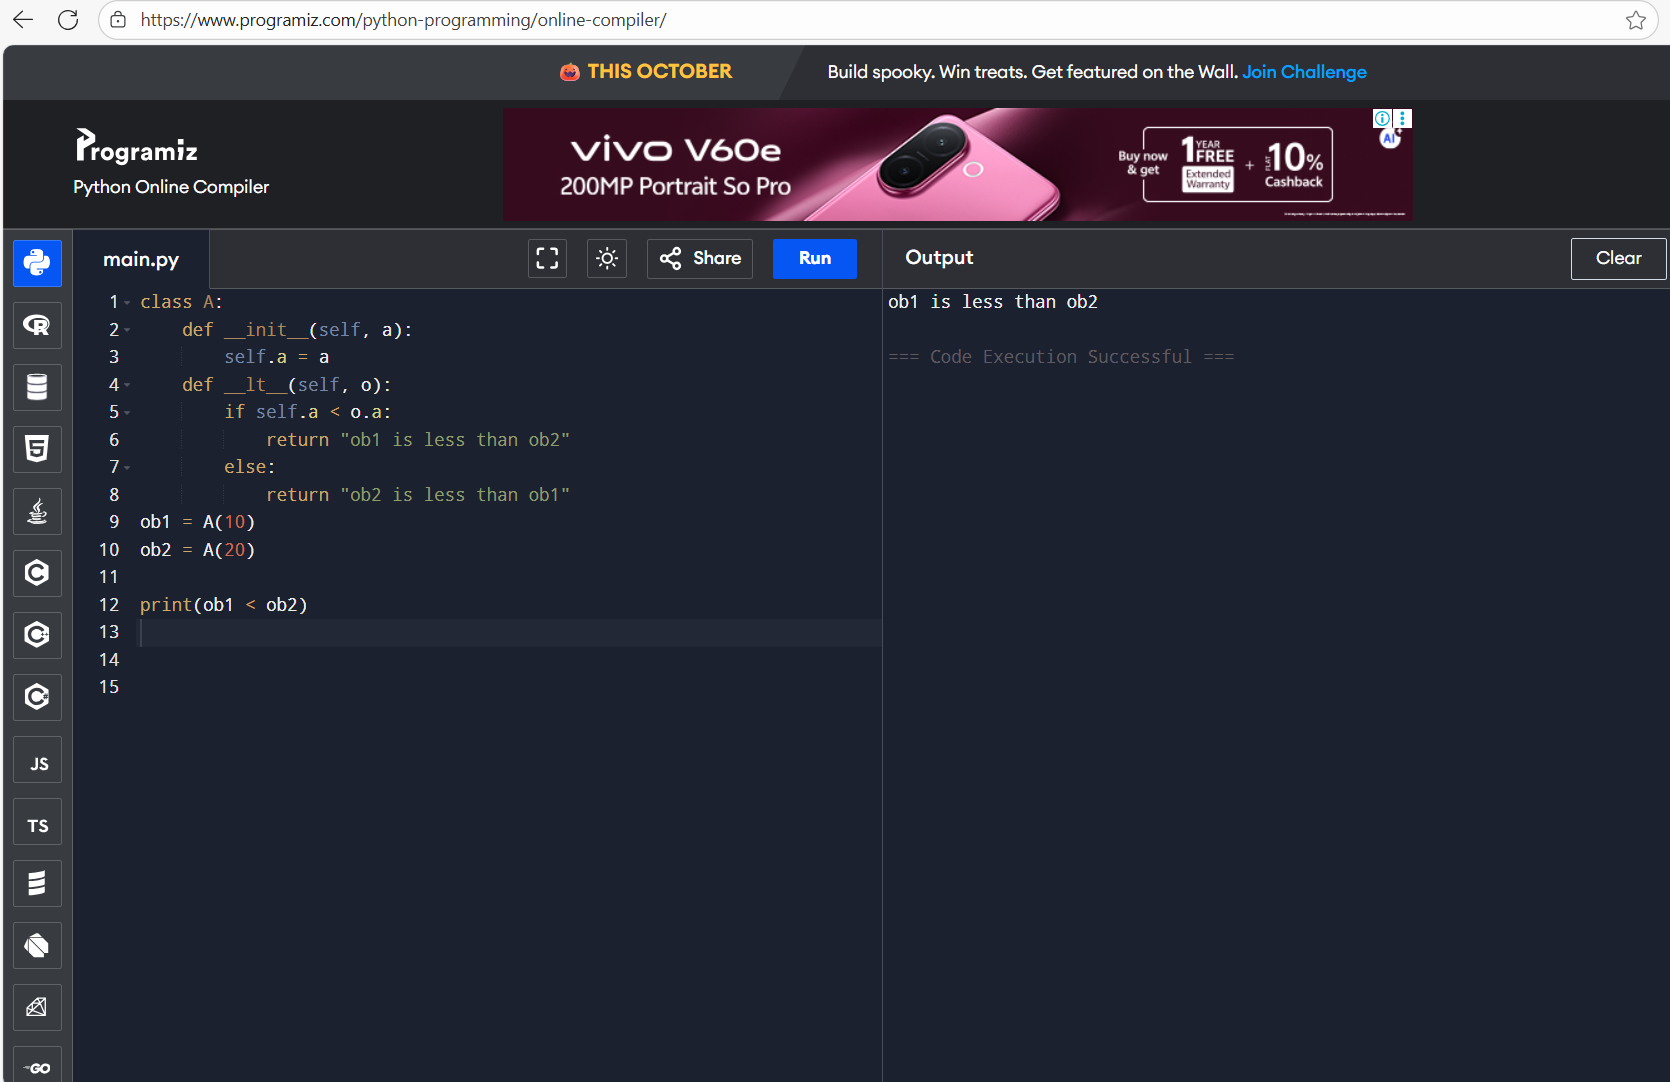 https://www.programiz.com/python-programming/online-compiler/
THIS OCTOBER
Build spooky. Win treats. Get featured on the Wall. Join Challenge
Programiz
Python Online Compiler
vivo V60e
200MP Portrait So Pro
Buy now
& get
1 YEAR
FREE
Extended
Warranty
+
FLAT
10%
Cashback
AI
main.py
Share
Run
Output
Clear
1 class A:
2     def __init__(self, a):
3         self.a = a
4     def __lt__(self, o):
5         if self.a < o.a:
6             return "ob1 is less than ob2"
7         else:
8             return "ob2 is less than ob1"
9 ob1 = A(10)
10 ob2 = A(20)
11
12 print(ob1 < ob2)
13
14
15
ob1 is less than ob2
=== Code Execution Successful ===
R
5
C
C++
C#
JS
TS
GO